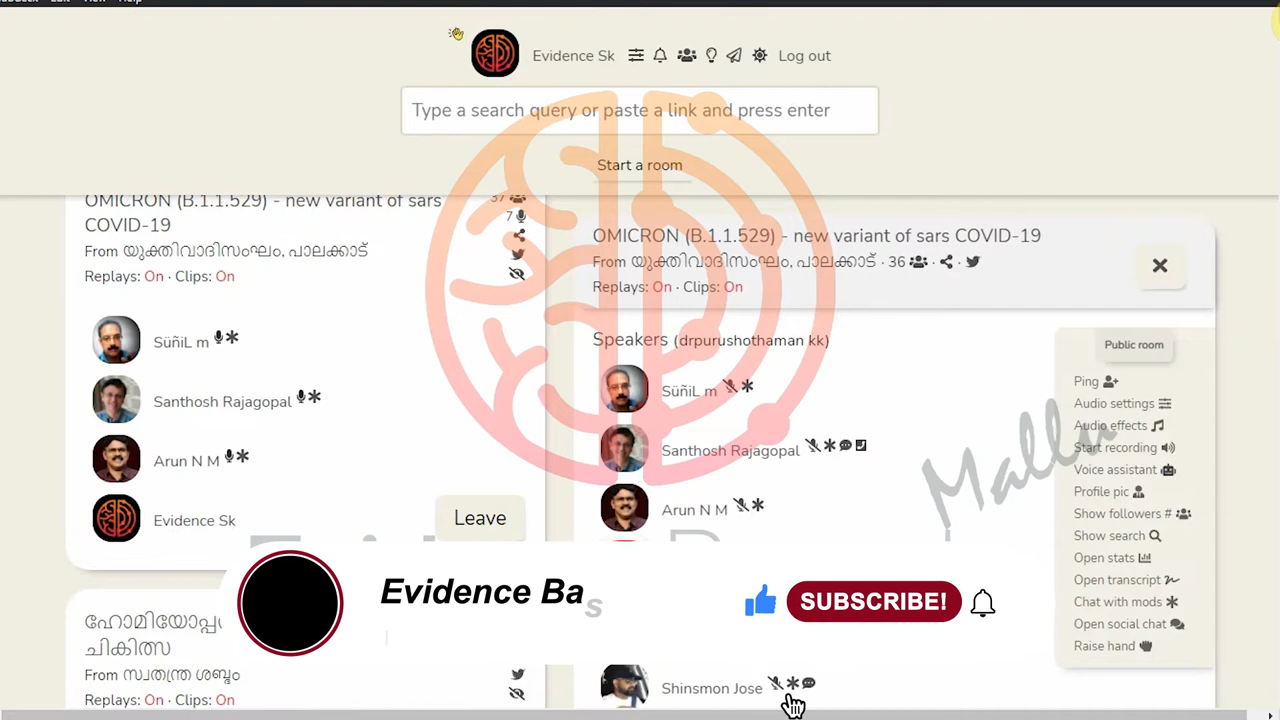 Evidence Sk
Log out
Type a search query or paste a link and press enter
Start a room
OMICRON (B.1.1.529) - new variant of sars
COVID-19
37
7
From യുക്തിവാദിസംഘം, പാലക്കാട്
Replays: On · Clips: On
SüñiL m
Santhosh Rajagopal
Arun N M
Evidence Sk
Leave
From സ്വതന്ത്ര ശബ്ദം
Replays: On · Clips: On
ചികിത്സ
OMICRON (B.1.1.529) - new variant of sars COVID-19
From യുക്തിവാദിസംഘം, പാലക്കാട് · 36
Replays: On · Clips: On
Speakers (drpurushothaman kk)
SüñiL m
Santhosh Rajagopal
Arun N M
Shinsmon Jose
Public room
Ping
Audio settings
Audio effects
Start recording
Voice assistant
Profile pic
Show followers #
Show search
Open stats
Open transcript
Chat with mods
Open social chat
Raise hand
Mallu
Evidence Bas
SUBSCRIBE!